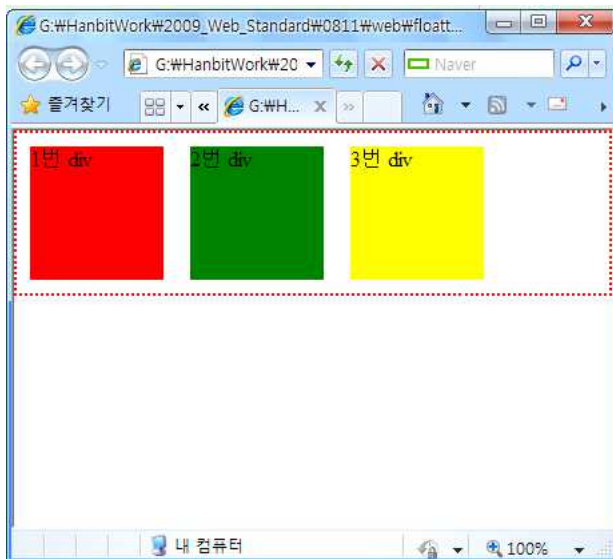 G:₩HanbitWork₩2009_Web_Standard₩0811₩web₩floatt...
G:₩HanbitWork₩20
Naver
즐겨찾기
G:₩H...
1번 div
2번 div
3번 div
내 컴퓨터
100%